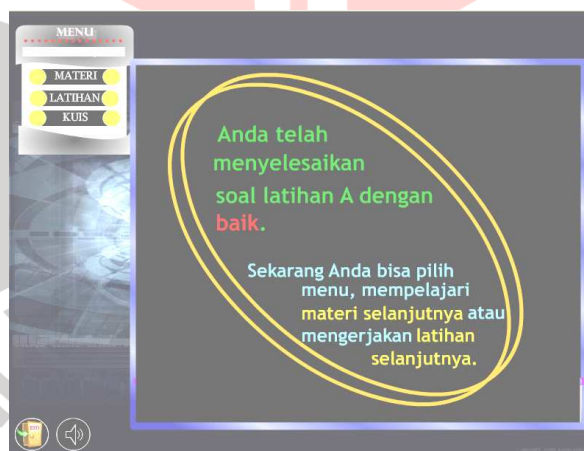 MENU
MATERI
LATIHAN
KUIS
Anda telah
menyelesaikan
soal latihan A dengan
baik.
Sekarang Anda bisa pilih
menu, mempelajari
materi selanjutnya atau
mengerjakan latihan
selanjutnya.